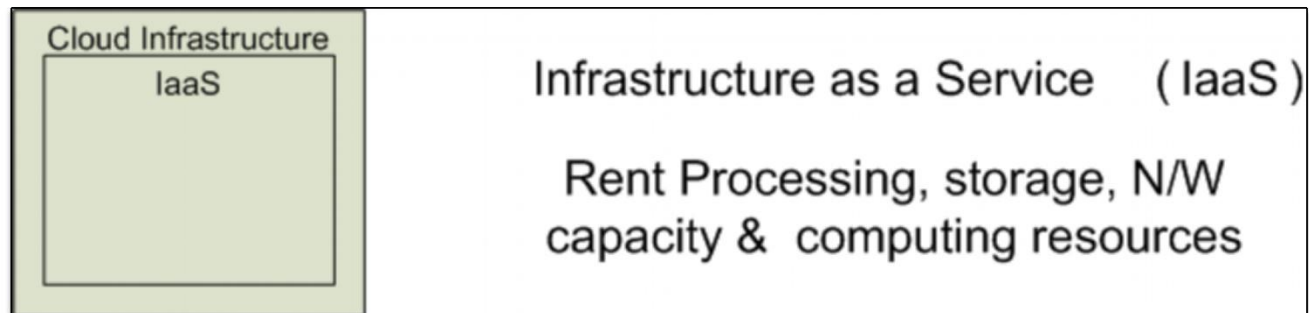 Cloud Infrastructure
IaaS
Infrastructure as a Service ( IaaS )
Rent Processing, storage, N/W
capacity & computing resources